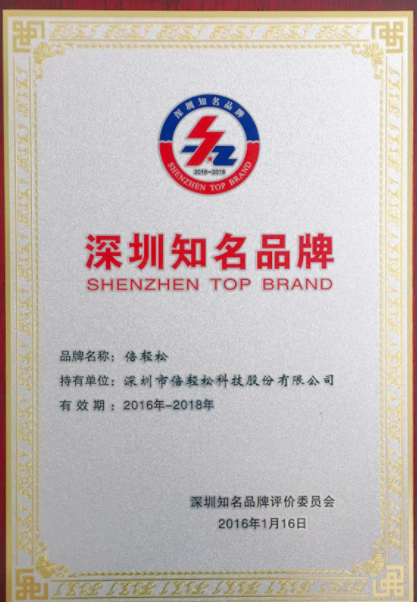 深圳知名品牌
2016-2018
SHENZHEN TOP BRAND
深圳知名品牌
SHENZHEN TOP BRAND
品牌名称：倍轻松
持有单位：深圳市倍轻松科技股份有限公司
有效期：2016年-2018年
深圳知名品牌评价委员会
2016年1月16日